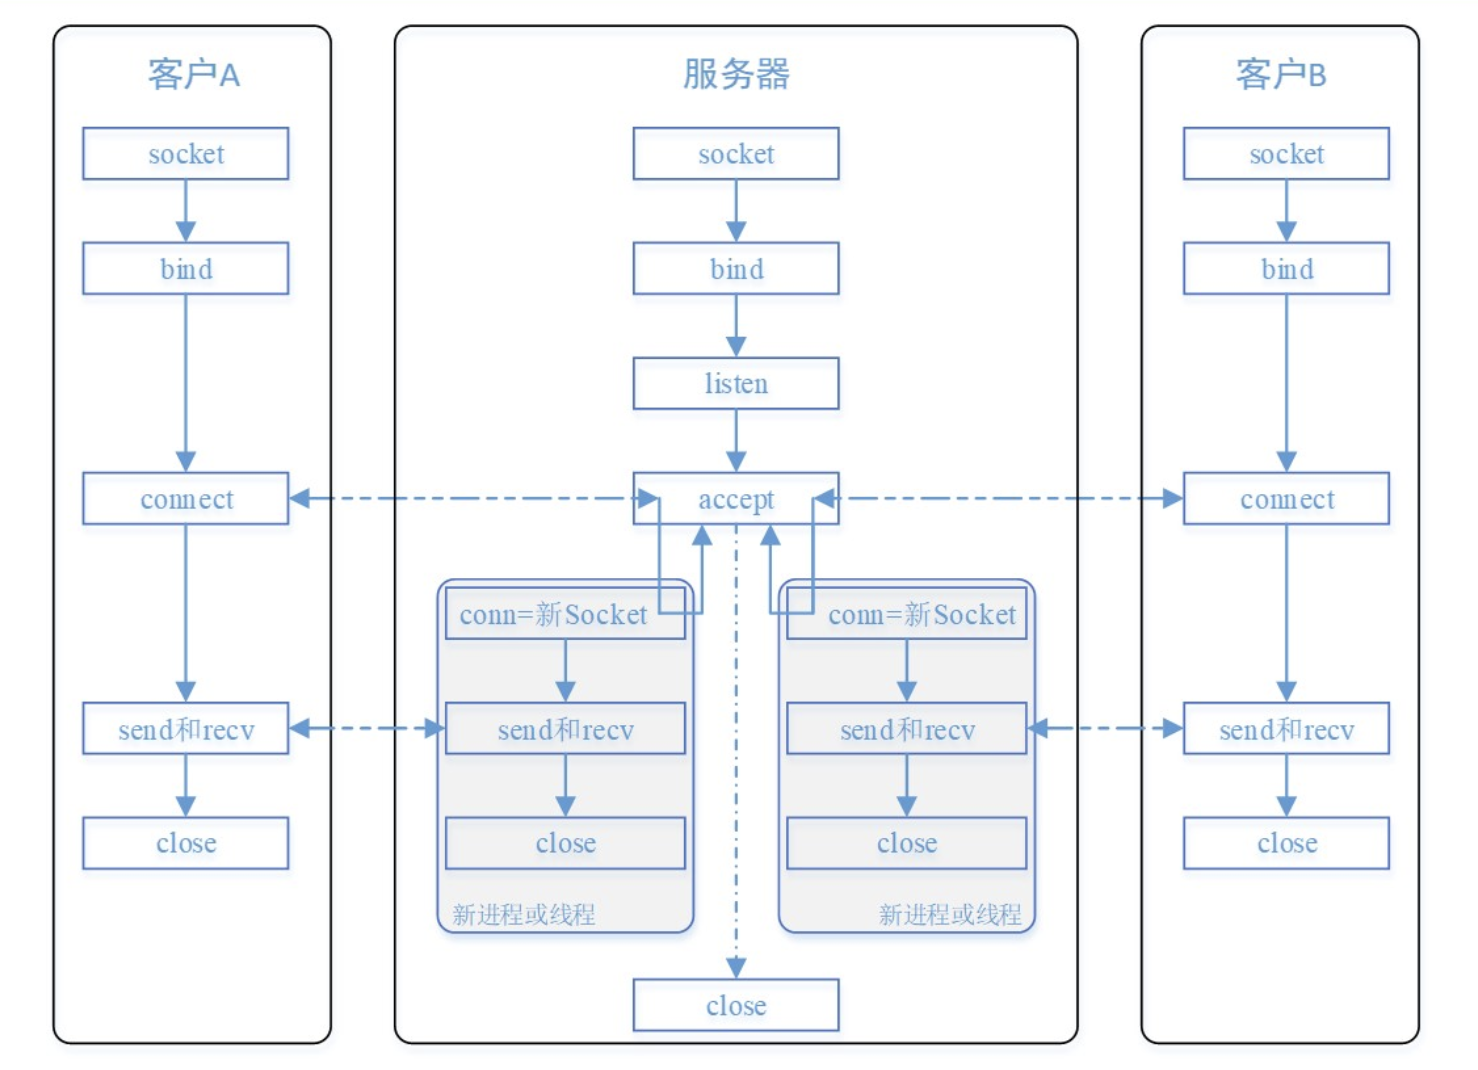 客户A
socket
bind
connect
send和recv
close
服务器
socket
bind
listen
accept
conn=新Socket
send和recv
close
新进程或线程
conn=新Socket
send和recv
close
新进程或线程
close
客户B
socket
bind
connect
send和recv
close